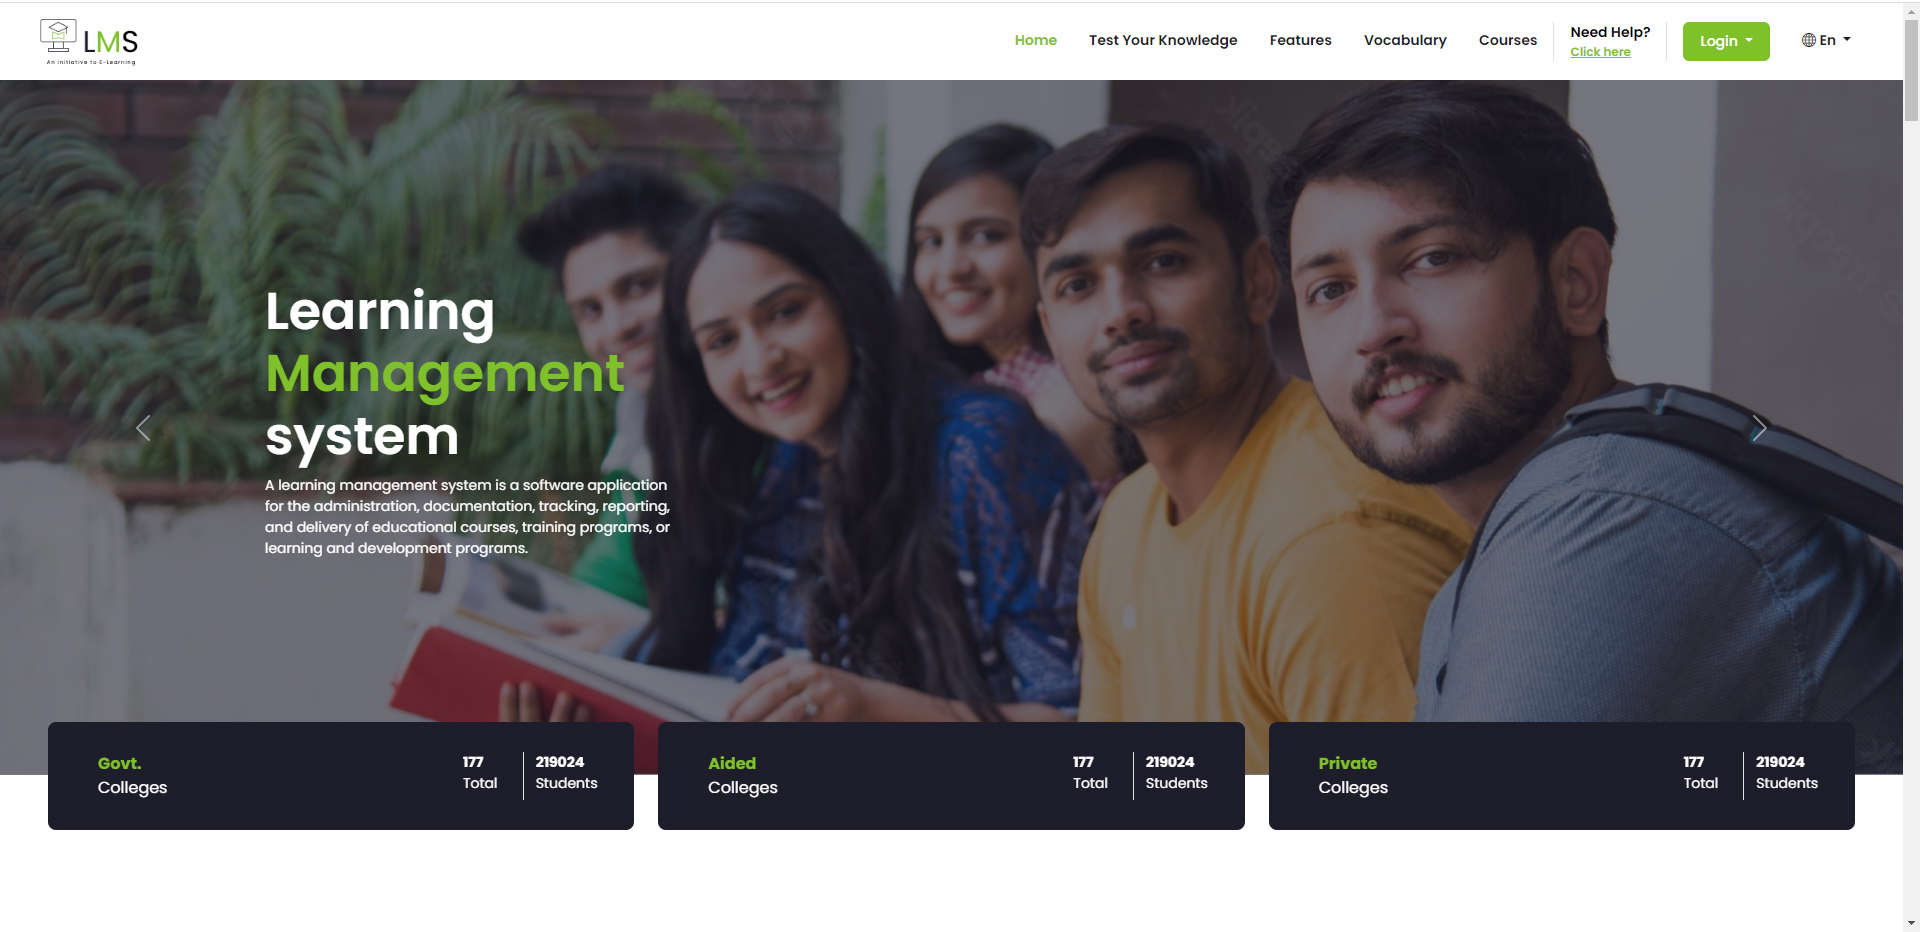 LMS
An Initiative to E-Learning
Home
Test Your Knowledge
Features
Vocabulary
Courses
Need Help?
Click here
Login
En
Learning
Management
system
A learning management system is a software application
for the administration, documentation, tracking, reporting,
and delivery of educational courses, training programs, or
learning and development programs.
Govt.
Colleges
177
Total
219024
Students
Aided
Colleges
177
Total
219024
Students
Private
Colleges
177
Total
219024
Students